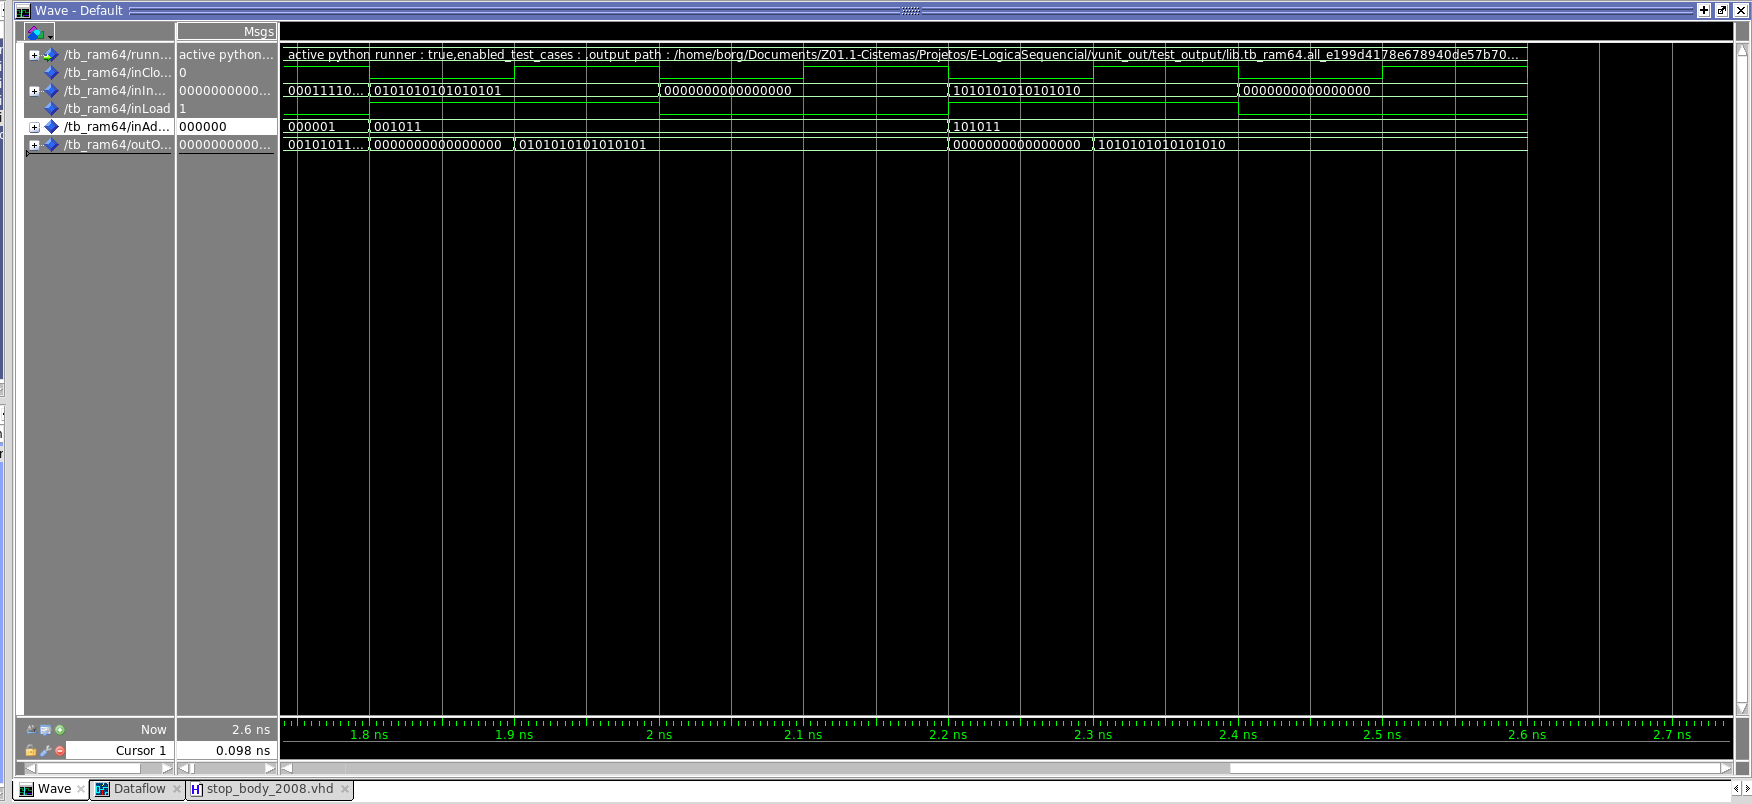 Wave - Default
Msgs
/tb_ram64/runn... active python... active python runner : true,enabled_test_cases : ,output path : /home/borg/Documents/Z01.1-Cistemas/Projetos/E-LogicaSequencial/vunit_out/test_output/lib.tb_ram64.all_e199d4178e678940de57b70...
/tb_ram64/inClo... 0
/tb_ram64/inIn... 0000000000... 00011110... 0101010101010101 0000000000000000 1010101010101010 0000000000000000
/tb_ram64/inLoad 1
/tb_ram64/inAd... 000000 000001 001011 101011
/tb_ram64/outO... 0000000000... 00101011... 0000000000000000 0101010101010101 0000000000000000 1010101010101010
Now 2.6 ns 1.8 ns 1.9 ns 2 ns 2.1 ns 2.2 ns 2.3 ns 2.4 ns 2.5 ns 2.6 ns 2.7 ns
Cursor 1 0.098 ns
Wave Dataflow stop_body_2008.vhd